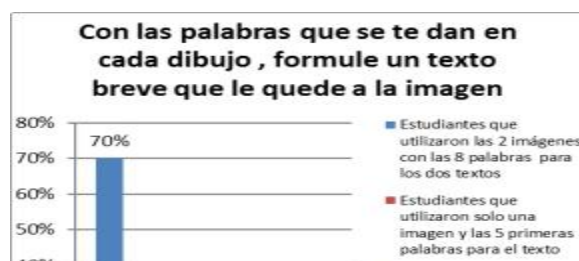 Con las palabras que se te dan en
cada dibujo , formule un texto
breve que le quede a la imagen
80%
70%
60%
50%
70%
Estudiantes que
utilizaron las 2 imágenes
con las 8 palabras para
los dos textos
Estudiantes que
utilizaron solo una
imagen y las 5 primeras
palabras para el texto